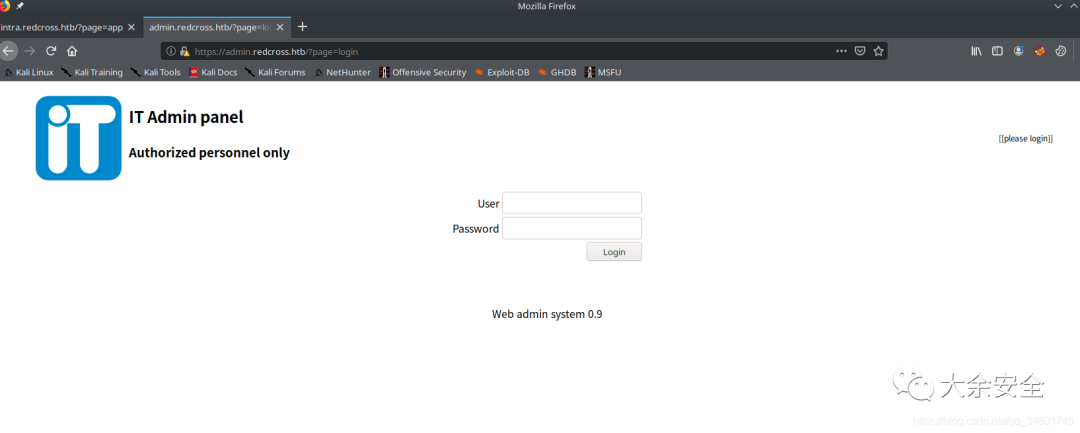 Mozilla Firefox
intra.redcross.htb/?page=app
admin.redcross.htb/?page=lo
https://admin.redcross.htb/?page=login
Kali Linux Kali Training Kali Tools Kali Docs Kali Forums NetHunter Offensive Security Exploit-DB GHDB MSFU
iT
IT Admin panel
[[please login]]
Authorized personnel only
User
Password
Login
Web admin system 0.9
大余安全
https://blog.csdn.net/qq_34801745